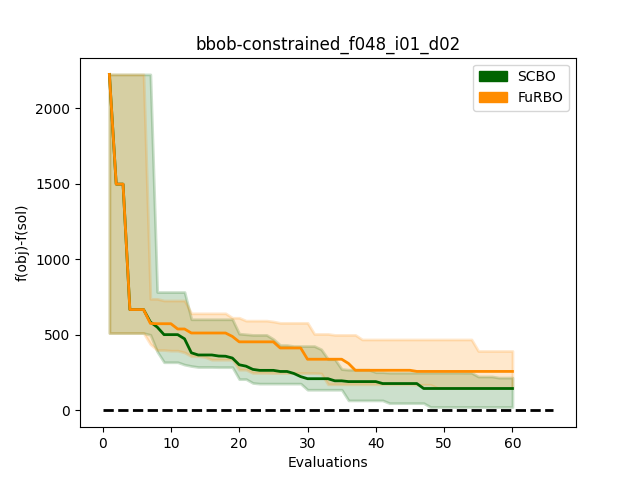 bbob-constrained_f048_i01_d02
SCBO
FuRBO
f(obj)-f(sol)
2000
1500
1000
500
0
0 10 20 30 40 50 60
Evaluations